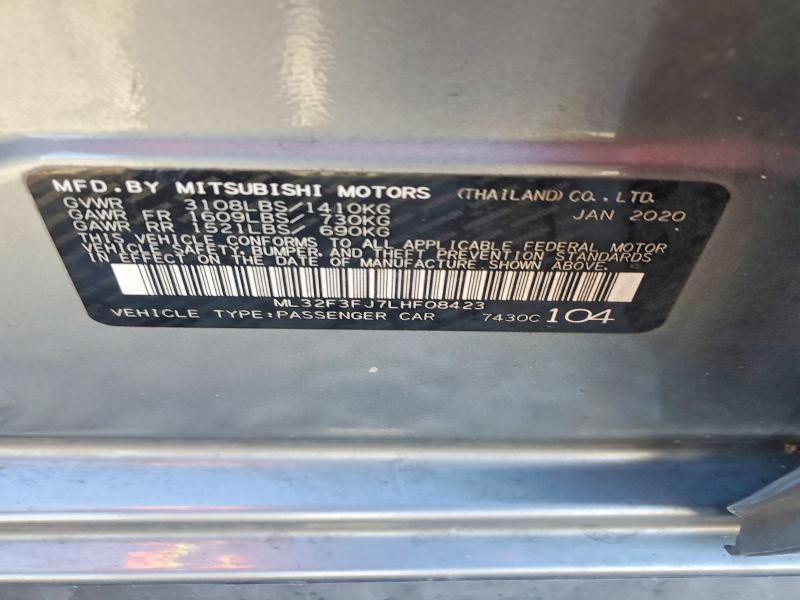 MFD. BY MITSUBISHI MOTORS (THAILAND) CO., LTD.
GVWR 3108LBS/1410KG JAN 2020
GAWR FR 1609LBS/ 730KG
GAWR RR 1521LBS/ 690KG
THIS VEHICLE CONFORMS TO ALL APPLICABLE FEDERAL MOTOR
VEHICLE SAFETY, BUMPER, AND THEFT PREVENTION STANDARDS
IN EFFECT ON THE DATE OF MANUFACTURE SHOWN ABOVE.
ML32F3FJ7LHF08423
VEHICLE TYPE:PASSENGER CAR 7430C 104